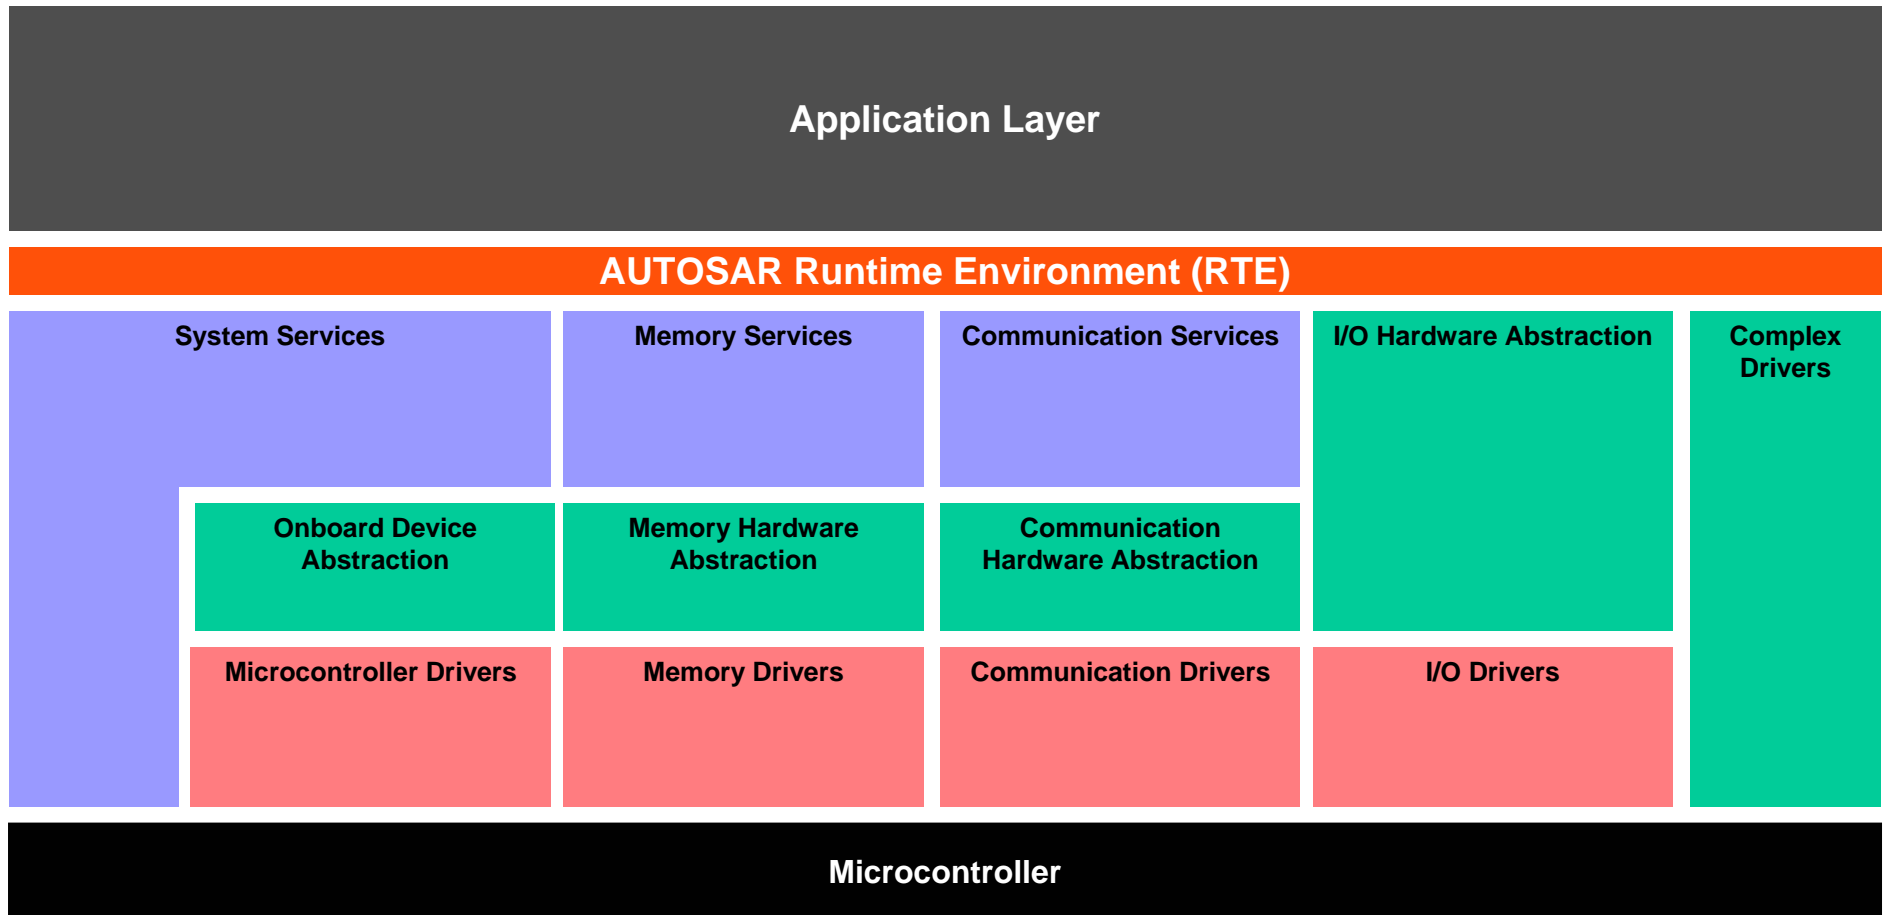 Application Layer
AUTOSAR Runtime Environment (RTE)
System Services
Memory Services
Communication Services
I/O Hardware Abstraction
Complex
Drivers
Onboard Device
Abstraction
Memory Hardware
Abstraction
Communication
Hardware Abstraction
Microcontroller Drivers
Memory Drivers
Communication Drivers
I/O Drivers
Microcontroller